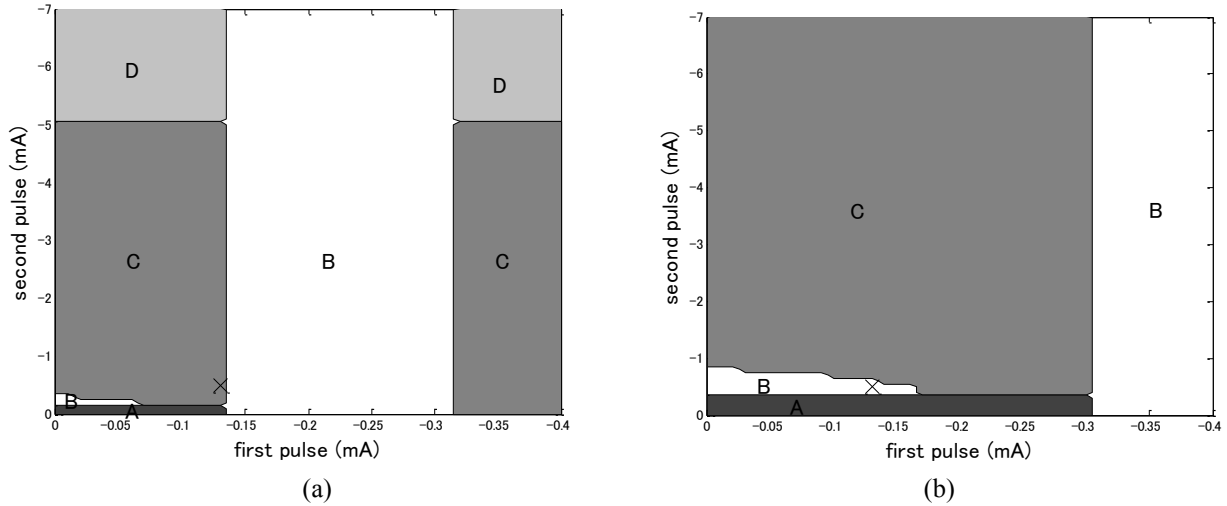 -7
-6
-5
-4
-3
-2
-1
0
second pulse (mA)
D
D
C
B
C
B
A
0
-0.05
-0.1
-0.15
-0.2
-0.25
-0.3
-0.35
-0.4
first pulse (mA)
(a)
-7
-6
-5
-4
-3
-2
-1
0
second pulse (mA)
C
B
B
A
0
-0.05
-0.1
-0.15
-0.2
-0.25
-0.3
-0.35
-0.4
first pulse (mA)
(b)